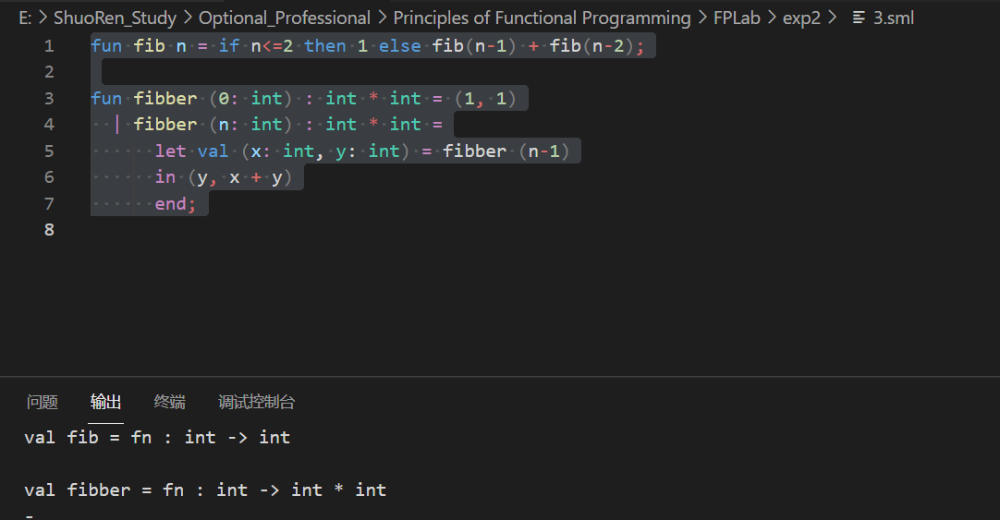 E: > ShuoRen_Study > Optional_Professional > Principles of Functional Programming > FPLab > exp2 > 3.sml
1 fun fib n = if n<=2 then 1 else fib(n-1) + fib(n-2);
2
3 fun fibber (0: int) : int * int = (1, 1)
4   | fibber (n: int) : int * int =
5       let val (x: int, y: int) = fibber (n-1)
6       in (y, x + y)
7       end;
8
问题 输出 终端 调试控制台
val fib = fn : int -> int
val fibber = fn : int -> int * int
-